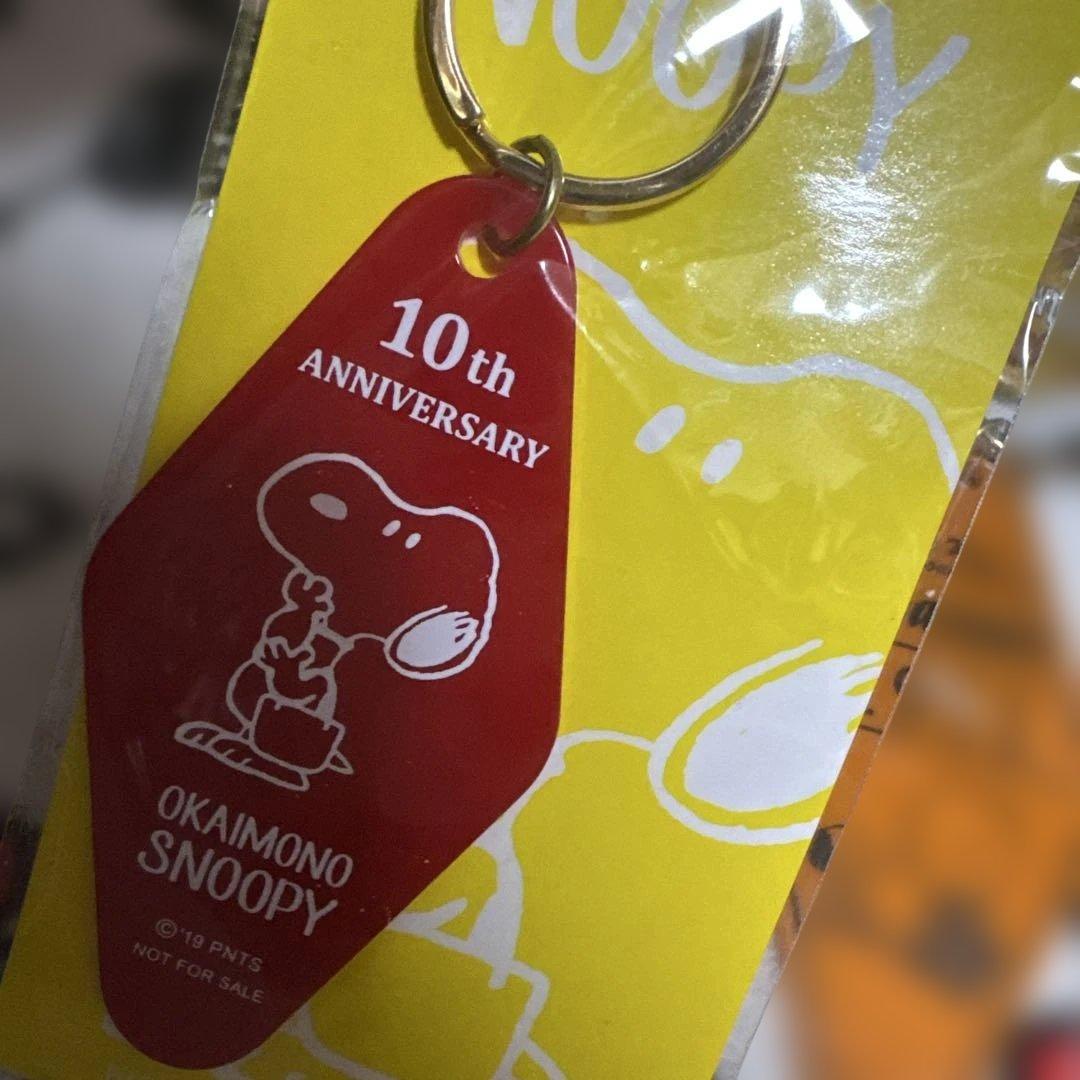 10th
ANNIVERSARY
OKAIMONO
SNOOPY
©'19 PNTS
NOT FOR SALE